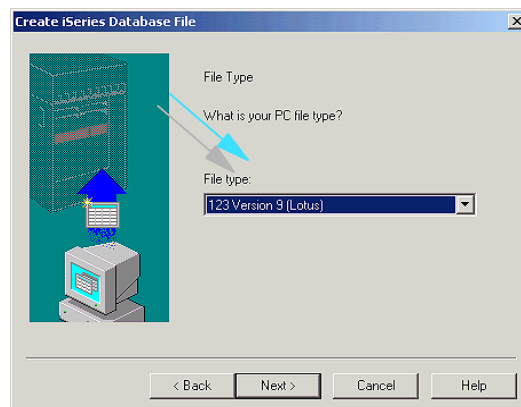 Create iSeries Database File
File Type
What is your PC file type?
File type:
123 Version 9 (Lotus)
< Back
Next >
Cancel
Help